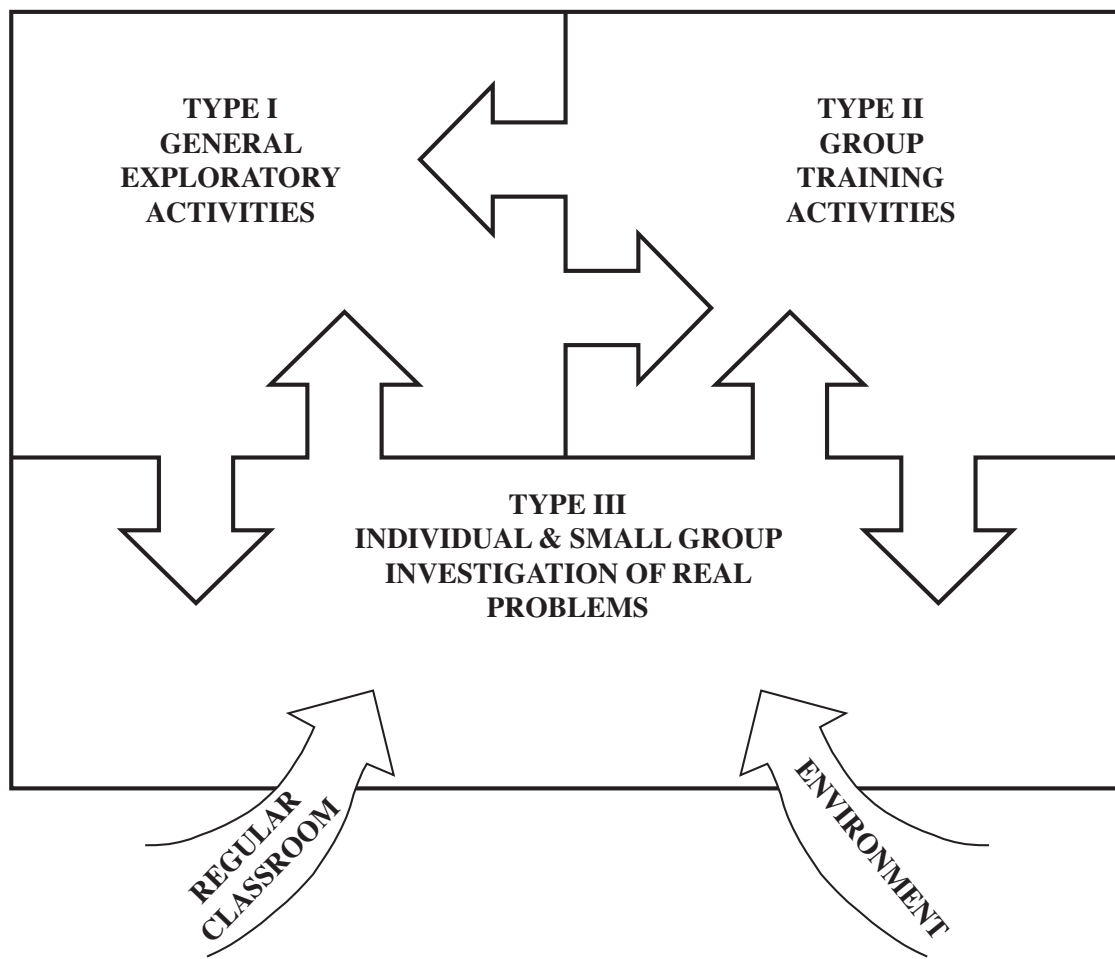 TYPE I
GENERAL
EXPLORATORY
ACTIVITIES
TYPE II
GROUP
TRAINING
ACTIVITIES
TYPE III
INDIVIDUAL & SMALL GROUP
INVESTIGATION OF REAL
PROBLEMS
REGULAR
CLASSROOM
ENVIRONMENT